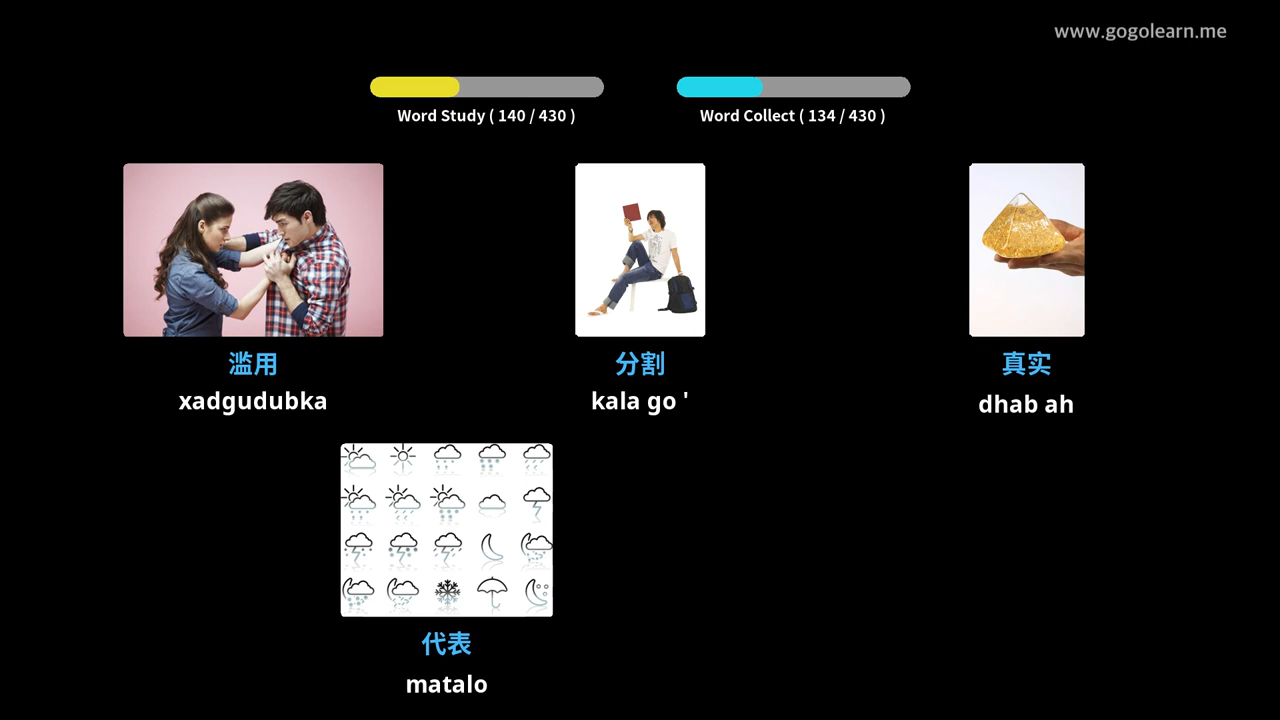 www.gogolearn.me
Word Study ( 140 / 430 )
Word Collect ( 134 / 430 )
滥用
xadgudubka
分割
kala go '
真实
dhab ah
代表
matalo